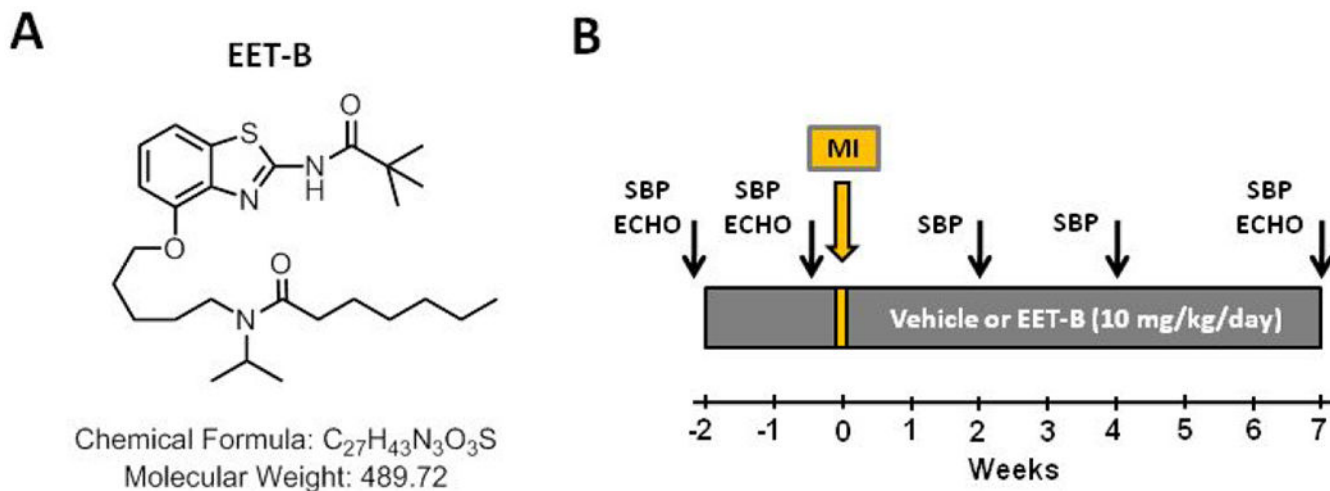 A
EET-B
O
S
N
H
N
O
O
N
Chemical Formula: C₂₇H₄₃N₃O₃S
Molecular Weight: 489.72
B
MI
SBP
ECHO
SBP
ECHO
SBP
SBP
SBP
ECHO
Vehicle or EET-B (10 mg/kg/day)
-2 -1 0 1 2 3 4 5 6 7
Weeks